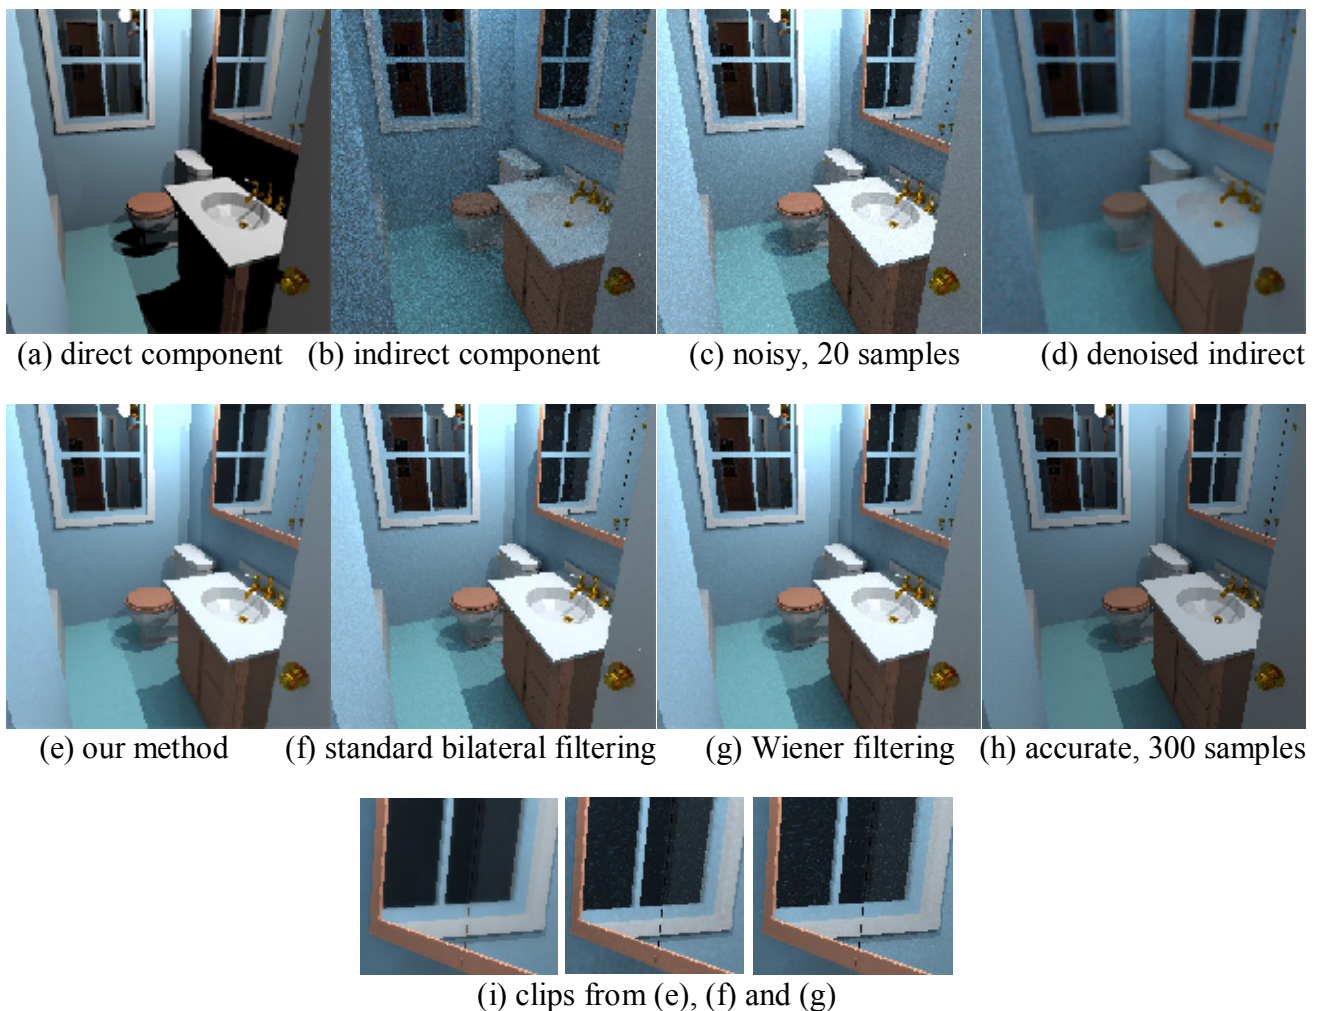 (a) direct component (b) indirect component (c) noisy, 20 samples (d) denoised indirect
(e) our method (f) standard bilateral filtering (g) Wiener filtering (h) accurate, 300 samples
(i) clips from (e), (f) and (g)